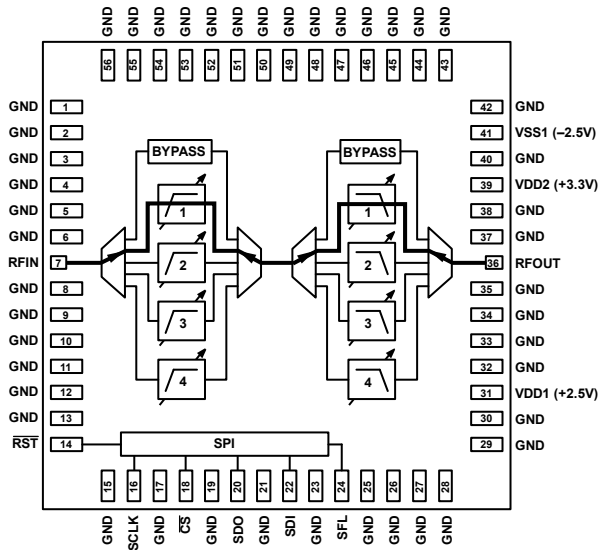 GND GND GND GND GND GND GND GND GND GND GND GND GND GND
56 55 54 53 52 51 50 49 48 47 46 45 44 43
GND 1
GND 2
GND 3
GND 4
GND 5
GND 6
RFIN 7
GND 8
GND 9
GND 10
GND 11
GND 12
GND 13
RST 14
BYPASS
1
2
3
4
BYPASS
1
2
3
4
42 GND
41 VSS1 (–2.5V)
40 GND
39 VDD2 (+3.3V)
38 GND
37 GND
36 RFOUT
35 GND
34 GND
33 GND
32 GND
31 VDD1 (+2.5V)
30 GND
29 GND
SPI
15 16 17 18 19 20 21 22 23 24 25 26 27 28
GND SCLK GND CS GND SDO GND SDI GND SFL GND GND GND GND